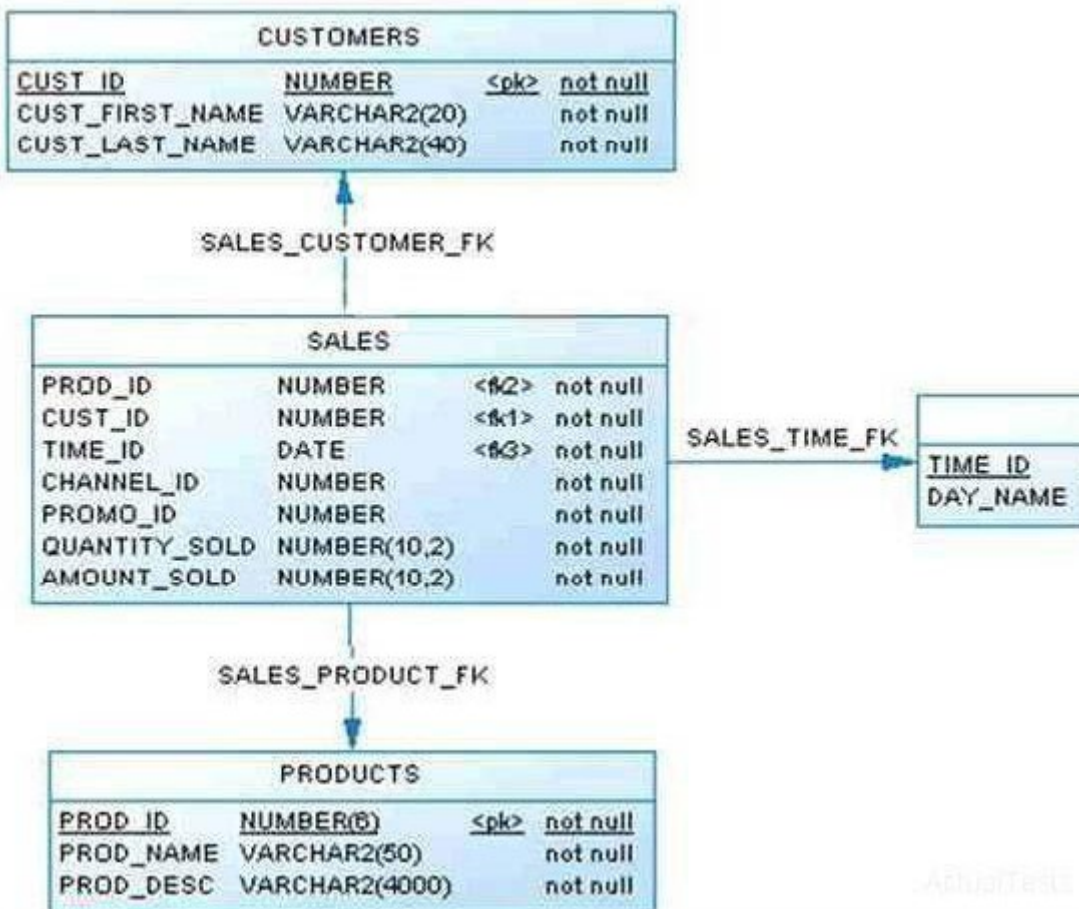 CUSTOMERS
CUST_ID NUMBER <pk> not null
CUST_FIRST_NAME VARCHAR2(20) not null
CUST_LAST_NAME VARCHAR2(40) not null
SALES_CUSTOMER_FK
SALES
PROD_ID NUMBER <fk2> not null
CUST_ID NUMBER <fk1> not null
TIME_ID DATE <fk3> not null
CHANNEL_ID NUMBER not null
PROMO_ID NUMBER not null
QUANTITY_SOLD NUMBER(10,2) not null
AMOUNT_SOLD NUMBER(10,2) not null
SALES_TIME_FK
TIME_ID
DAY_NAME
SALES_PRODUCT_FK
PRODUCTS
PROD_ID NUMBER(6) <pk> not null
PROD_NAME VARCHAR2(50) not null
PROD_DESC VARCHAR2(4000) not null
ActualTests